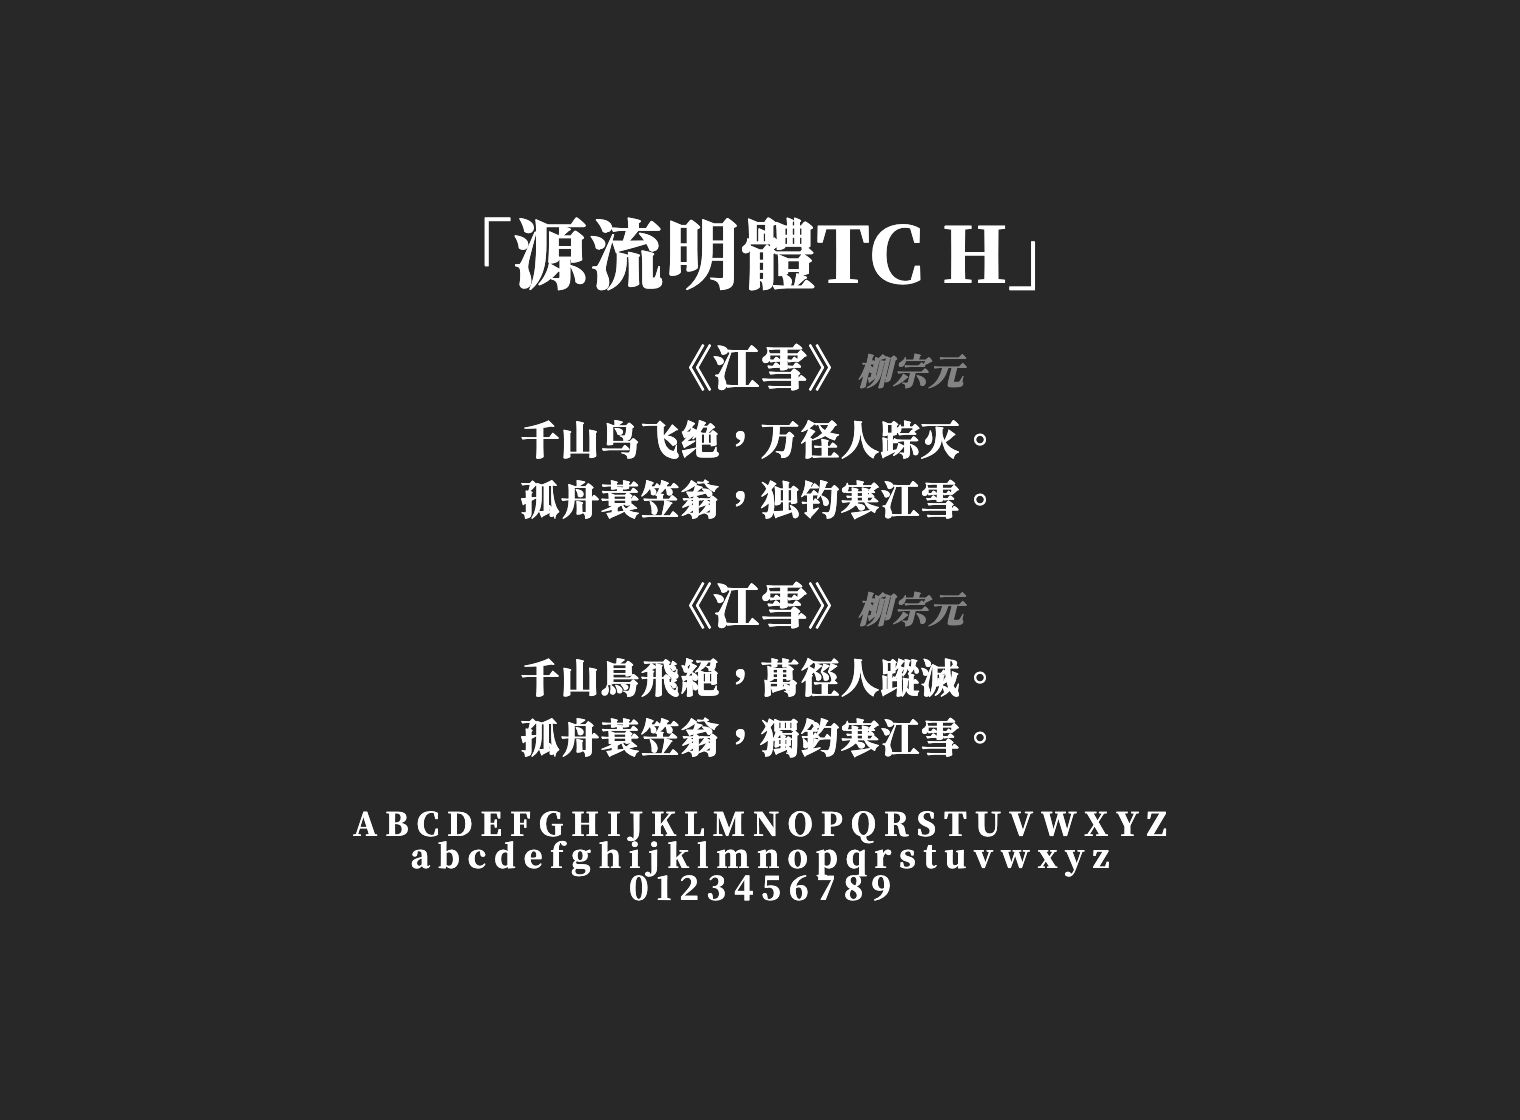 「源流明體TC H」
《江雪》 柳宗元
千山鸟飞绝，万径人踪灭。
孤舟蓑笠翁，独钓寒江雪。
《江雪》 柳宗元
千山鳥飛絕，萬徑人蹤滅。
孤舟蓑笠翁，獨釣寒江雪。
A B C D E F G H I J K L M N O P Q R S T U V W X Y Z
a b c d e f g h i j k l m n o p q r s t u v w x y z
0 1 2 3 4 5 6 7 8 9